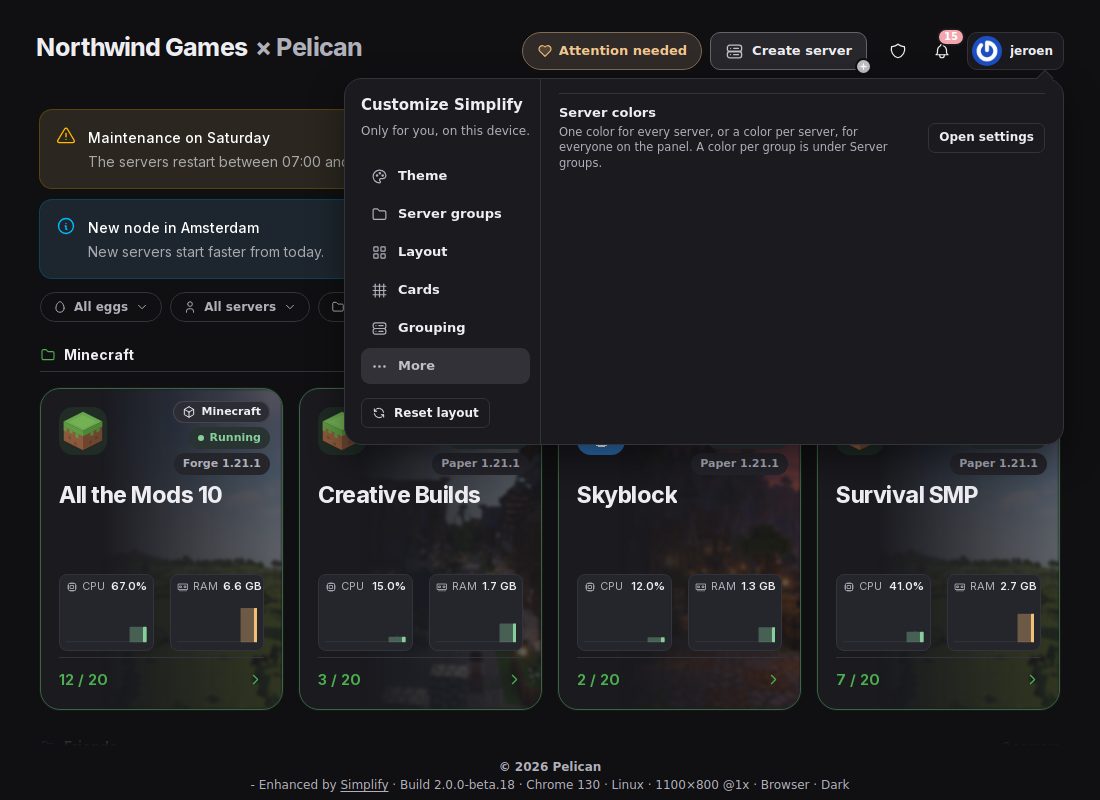 Northwind Games × Pelican
Attention needed
Create server
15
jeroen
Maintenance on Saturday
The servers restart between 07:00 and
New node in Amsterdam
New servers start faster from today.
All eggs
All servers
Customize Simplify
Only for you, on this device.
Theme
Server groups
Layout
Cards
Grouping
More
Reset layout
Server colors
One color for every server, or a color per server, for
everyone on the panel. A color per group is under Server
groups.
Open settings
Minecraft
Minecraft
Running
Forge 1.21.1
All the Mods 10
CPU 67.0%
RAM 6.6 GB
12 / 20
Paper 1.21.1
Creative Builds
CPU 15.0%
RAM 1.7 GB
3 / 20
Paper 1.21.1
Skyblock
CPU 12.0%
RAM 1.3 GB
2 / 20
Paper 1.21.1
Survival SMP
CPU 41.0%
RAM 2.7 GB
7 / 20
Friends
© 2026 Pelican
- Enhanced by Simplify · Build 2.0.0-beta.18 · Chrome 130 · Linux · 1100×800 @1x · Browser · Dark